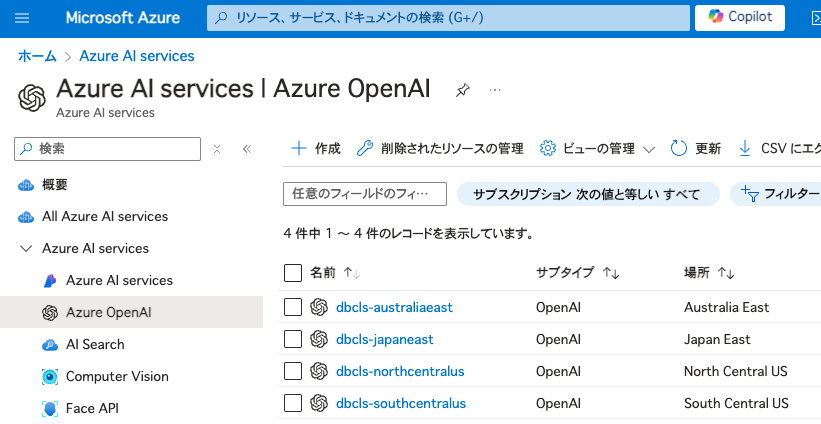 Microsoft Azure
リソース、サービス、ドキュメントの検索 (G+/)
Copilot
ホーム > Azure AI services
Azure AI services | Azure OpenAI
Azure AI services
検索
作成 削除されたリソースの管理 ビューの管理 更新 CSV にエク
概要
All Azure AI services
Azure AI services
Azure AI services
Azure OpenAI
AI Search
Computer Vision
Face API
任意のフィールドのフィ… サブスクリプション 次の値と等しい すべて フィルター
4 件中 1 ～ 4 件のレコードを表示しています。
名前 ↑↓ サブタイプ ↑↓ 場所 ↑↓
dbcls-australiaeast OpenAI Australia East
dbcls-japaneast OpenAI Japan East
dbcls-northcentralus OpenAI North Central US
dbcls-southcentralus OpenAI South Central US